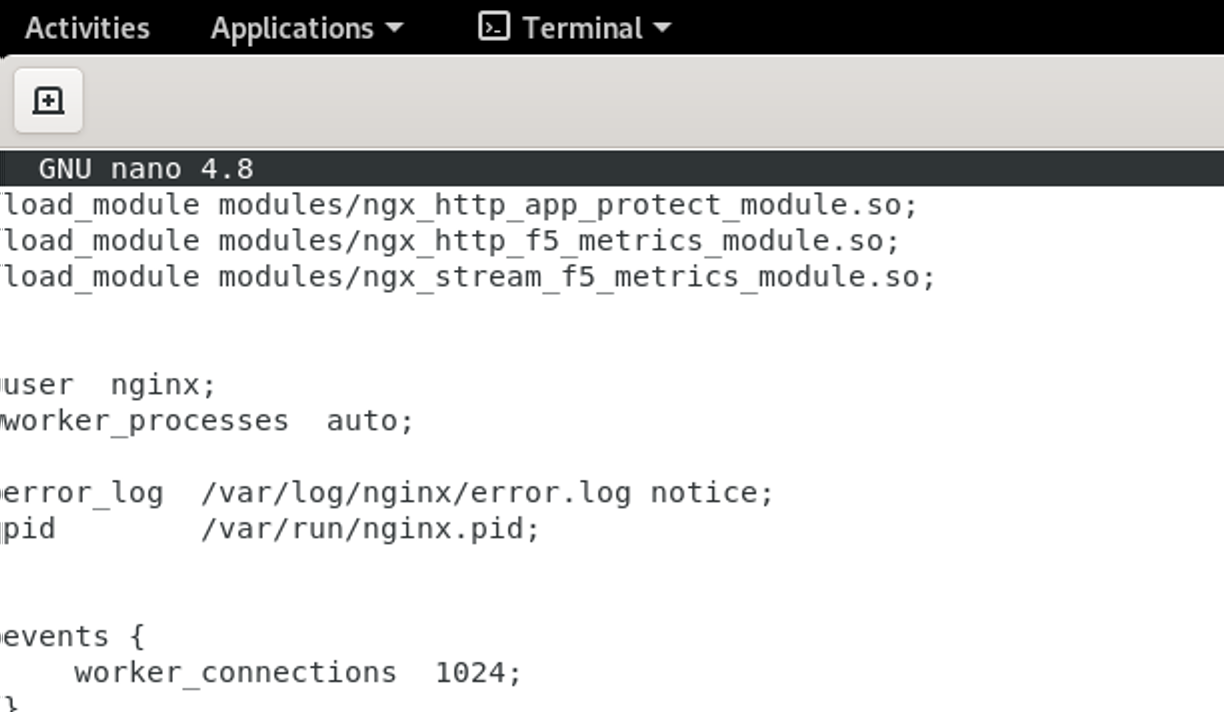 Activities Applications Terminal
GNU nano 4.8
load_module modules/ngx_http_app_protect_module.so;
load_module modules/ngx_http_f5_metrics_module.so;
load_module modules/ngx_stream_f5_metrics_module.so;
user  nginx;
worker_processes  auto;
error_log  /var/log/nginx/error.log notice;
pid        /var/run/nginx.pid;
events {
    worker_connections  1024;
}